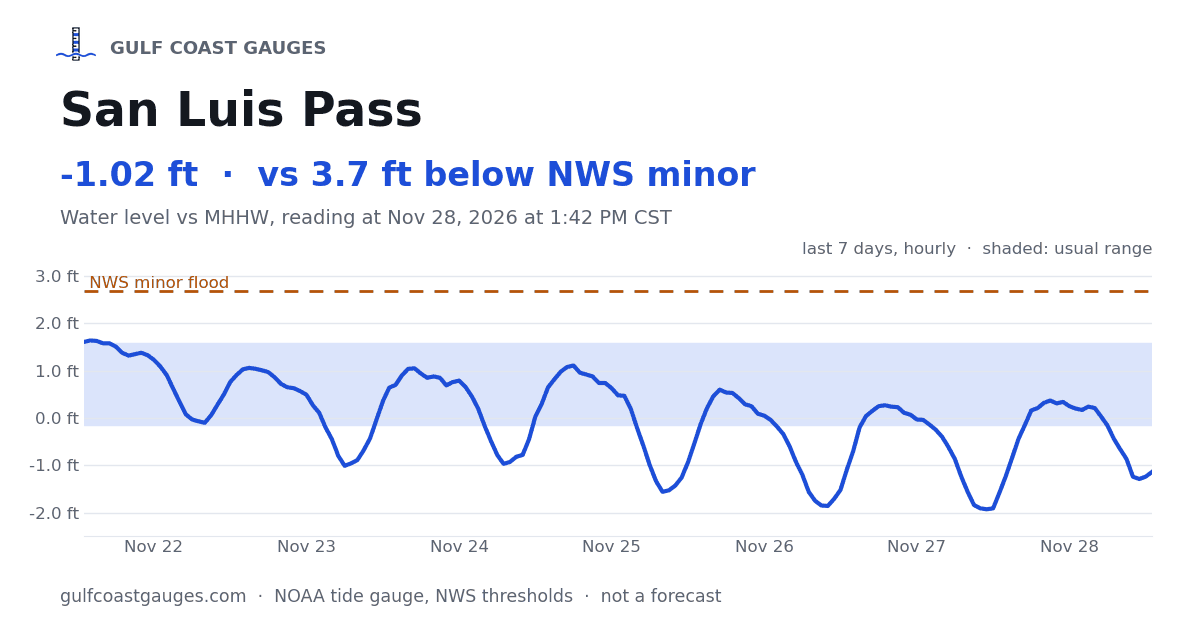 GULF COAST GAUGES
San Luis Pass
-1.02 ft · vs 3.7 ft below NWS minor
Water level vs MHHW, reading at Nov 28, 2026 at 1:42 PM CST
last 7 days, hourly · shaded: usual range
3.0 ft
NWS minor flood
2.0 ft
1.0 ft
0.0 ft
-1.0 ft
-2.0 ft
Nov 22 Nov 23 Nov 24 Nov 25 Nov 26 Nov 27 Nov 28
gulfcoastgauges.com · NOAA tide gauge, NWS thresholds · not a forecast